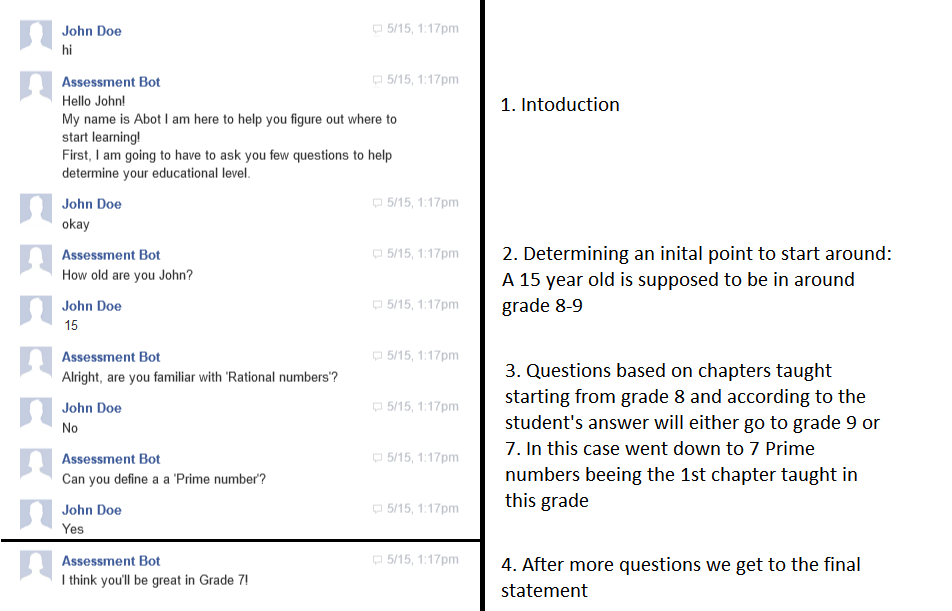 John Doe 5/15, 1:17pm
hi
Assessment Bot 5/15, 1:17pm
Hello John!
My name is Abot I am here to help you figure out where to
start learning!
First, I am going to have to ask you few questions to help
determine your educational level.
John Doe 5/15, 1:17pm
okay
Assessment Bot 5/15, 1:17pm
How old are you John?
John Doe 5/15, 1:17pm
15
Assessment Bot 5/15, 1:17pm
Alright, are you familiar with 'Rational numbers'?
John Doe 5/15, 1:17pm
No
Assessment Bot 5/15, 1:17pm
Can you define a a 'Prime number'?
John Doe 5/15, 1:17pm
Yes
Assessment Bot 5/15, 1:17pm
I think you'll be great in Grade 7!
1. Intoduction
2. Determining an inital point to start around:
A 15 year old is supposed to be in around
grade 8-9
3. Questions based on chapters taught
starting from grade 8 and according to the
student's answer will either go to grade 9 or
7. In this case went down to 7 Prime
numbers beeing the 1st chapter taught in
this grade
4. After more questions we get to the final
statement